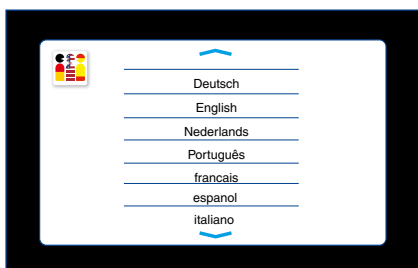 Deutsch
English
Nederlands
Português
francais
espanol
italiano